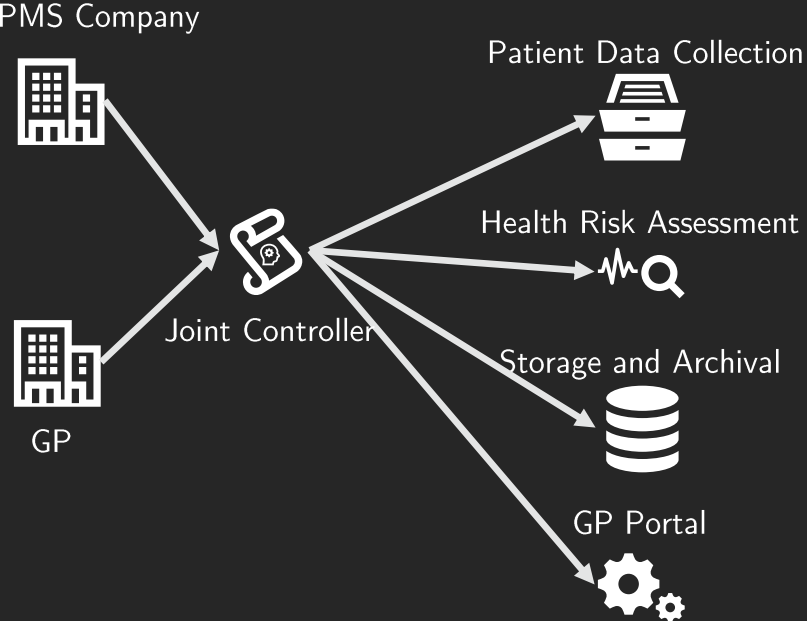 PMS Company
Patient Data Collection
Health Risk Assessment
Joint Controller
Storage and Archival
GP
GP Portal